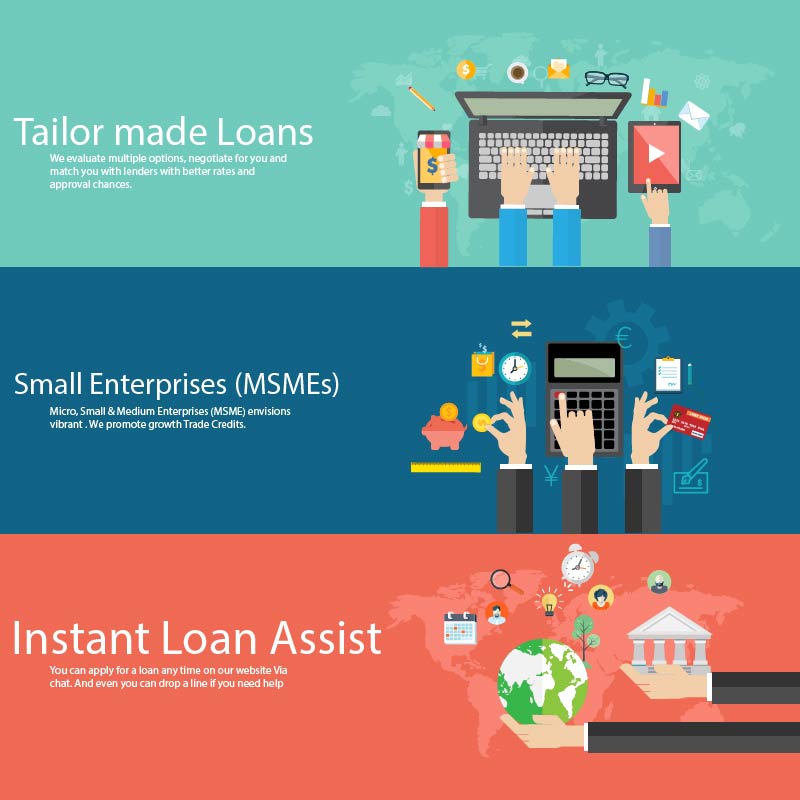 Tailor made Loans
We evaluate multiple options, negotiate for you and
match you with lenders with better rates and
approval chances.
Small Enterprises (MSMEs)
Micro, Small & Medium Enterprises (MSME) envisions
vibrant . We promote growth Trade Credits.
Instant Loan Assist
You can apply for a loan any time on our website Via
chat. And even you can drop a line if you need help